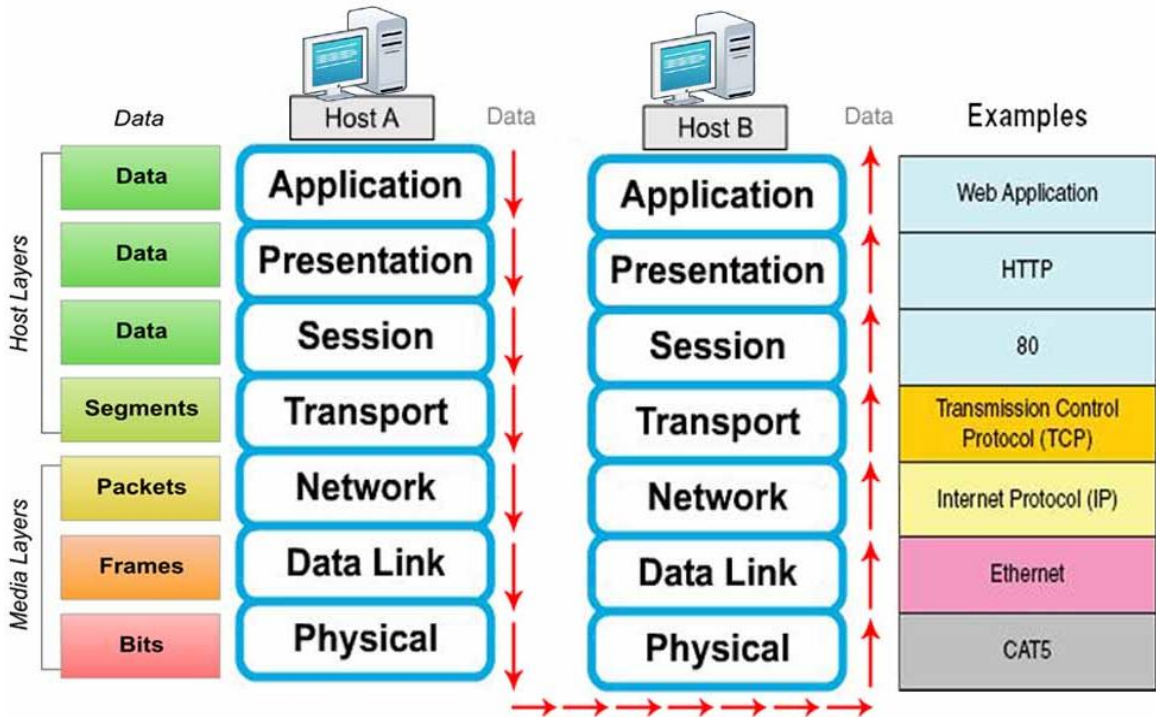 Data
Host A
Data
Host B
Data
Examples
Host Layers
Data
Application
Application
Web Application
Data
Presentation
Presentation
HTTP
Data
Session
Session
80
Segments
Transport
Transport
Transmission Control
Protocol (TCP)
Media Layers
Packets
Network
Network
Internet Protocol (IP)
Frames
Data Link
Data Link
Ethernet
Bits
Physical
Physical
CAT5